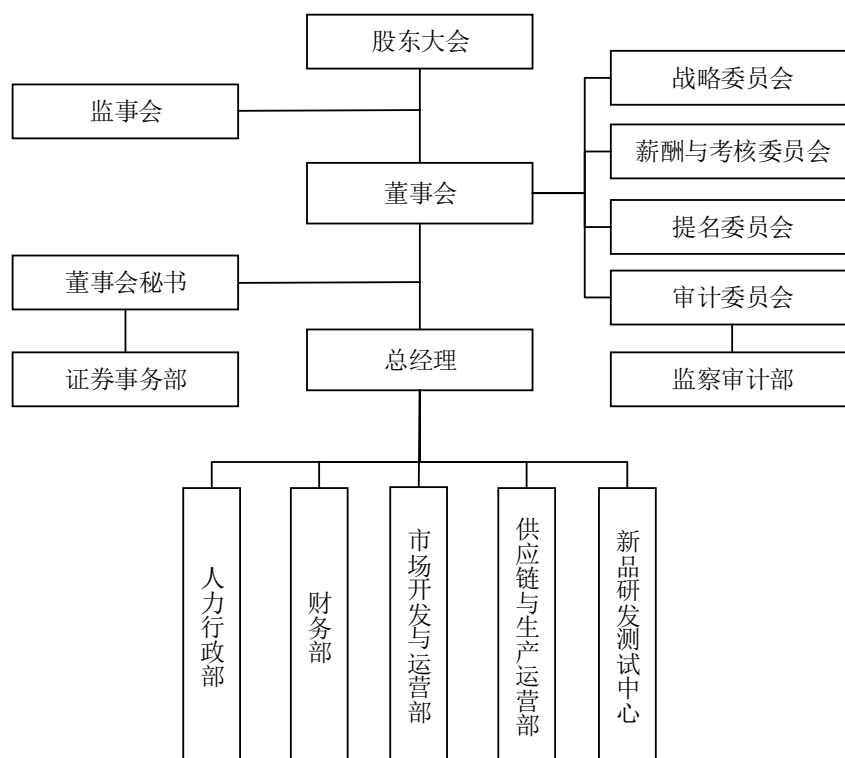 股东大会
战略委员会
监事会
薪酬与考核委员会
董事会
提名委员会
董事会秘书
审计委员会
总经理
证券事务部
监察审计部
人力行政部
财务部
市场开发与运营部
供应链与生产运营部
新品研发测试中心